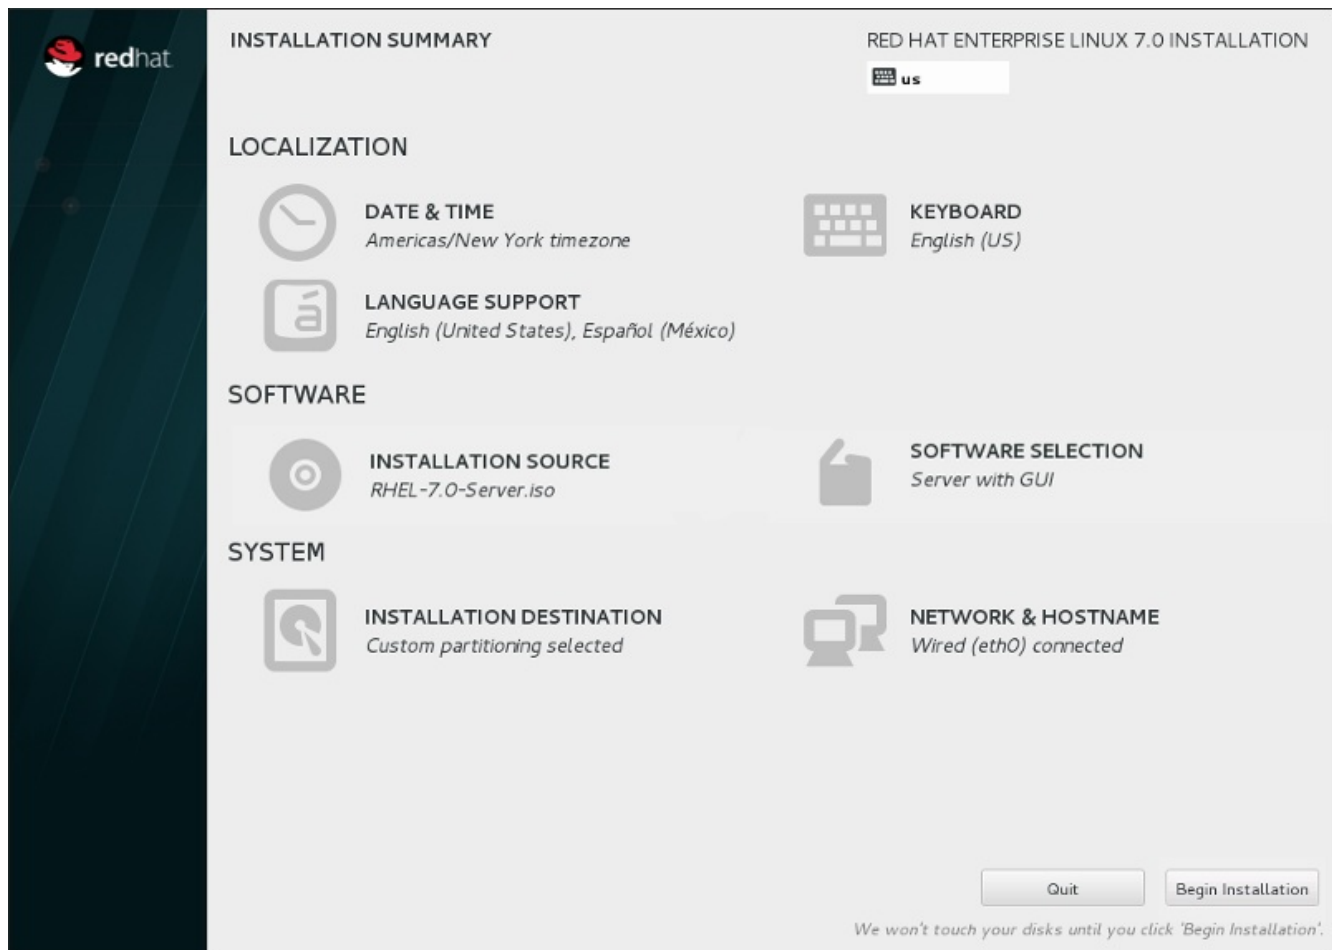 redhat
INSTALLATION SUMMARY
RED HAT ENTERPRISE LINUX 7.0 INSTALLATION
us
LOCALIZATION
DATE & TIME
Americas/New York timezone
KEYBOARD
English (US)
á
LANGUAGE SUPPORT
English (United States), Español (México)
SOFTWARE
INSTALLATION SOURCE
RHEL-7.0-Server.iso
SOFTWARE SELECTION
Server with GUI
SYSTEM
INSTALLATION DESTINATION
Custom partitioning selected
NETWORK & HOSTNAME
Wired (eth0) connected
Quit
Begin Installation
We won't touch your disks until you click 'Begin Installation'.